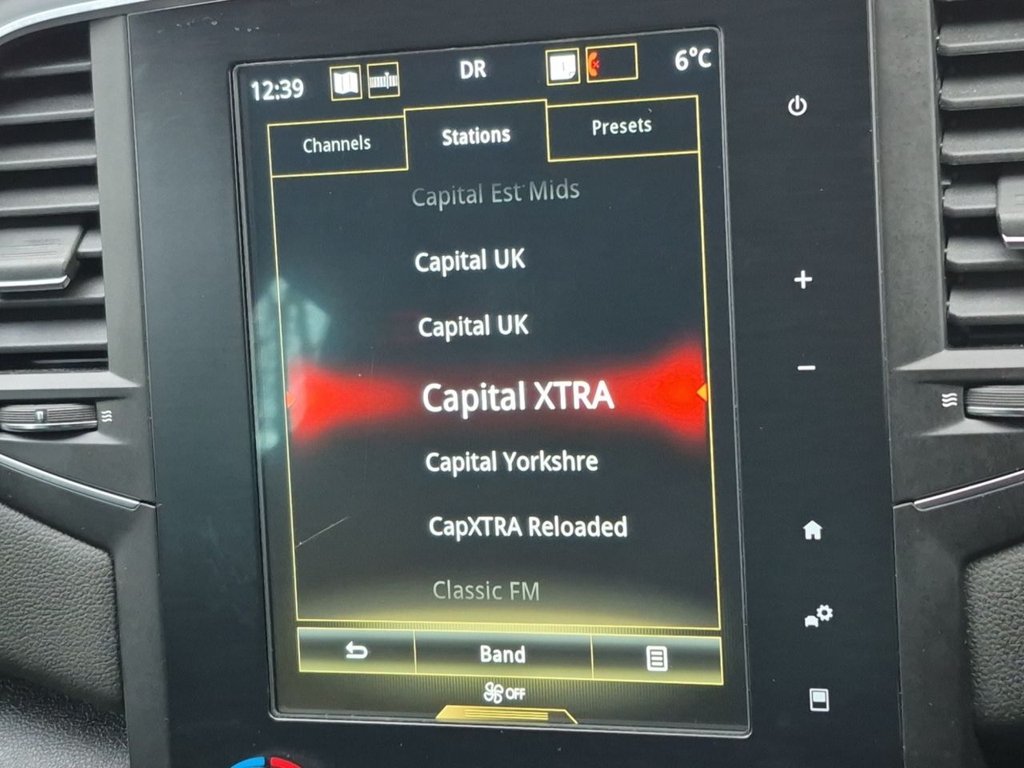 12:39 DR 6°C
Channels Stations Presets
Capital Est Mids
Capital UK
Capital UK
Capital XTRA
Capital Yorkshre
CapXTRA Reloaded
Classic FM
Band
OFF